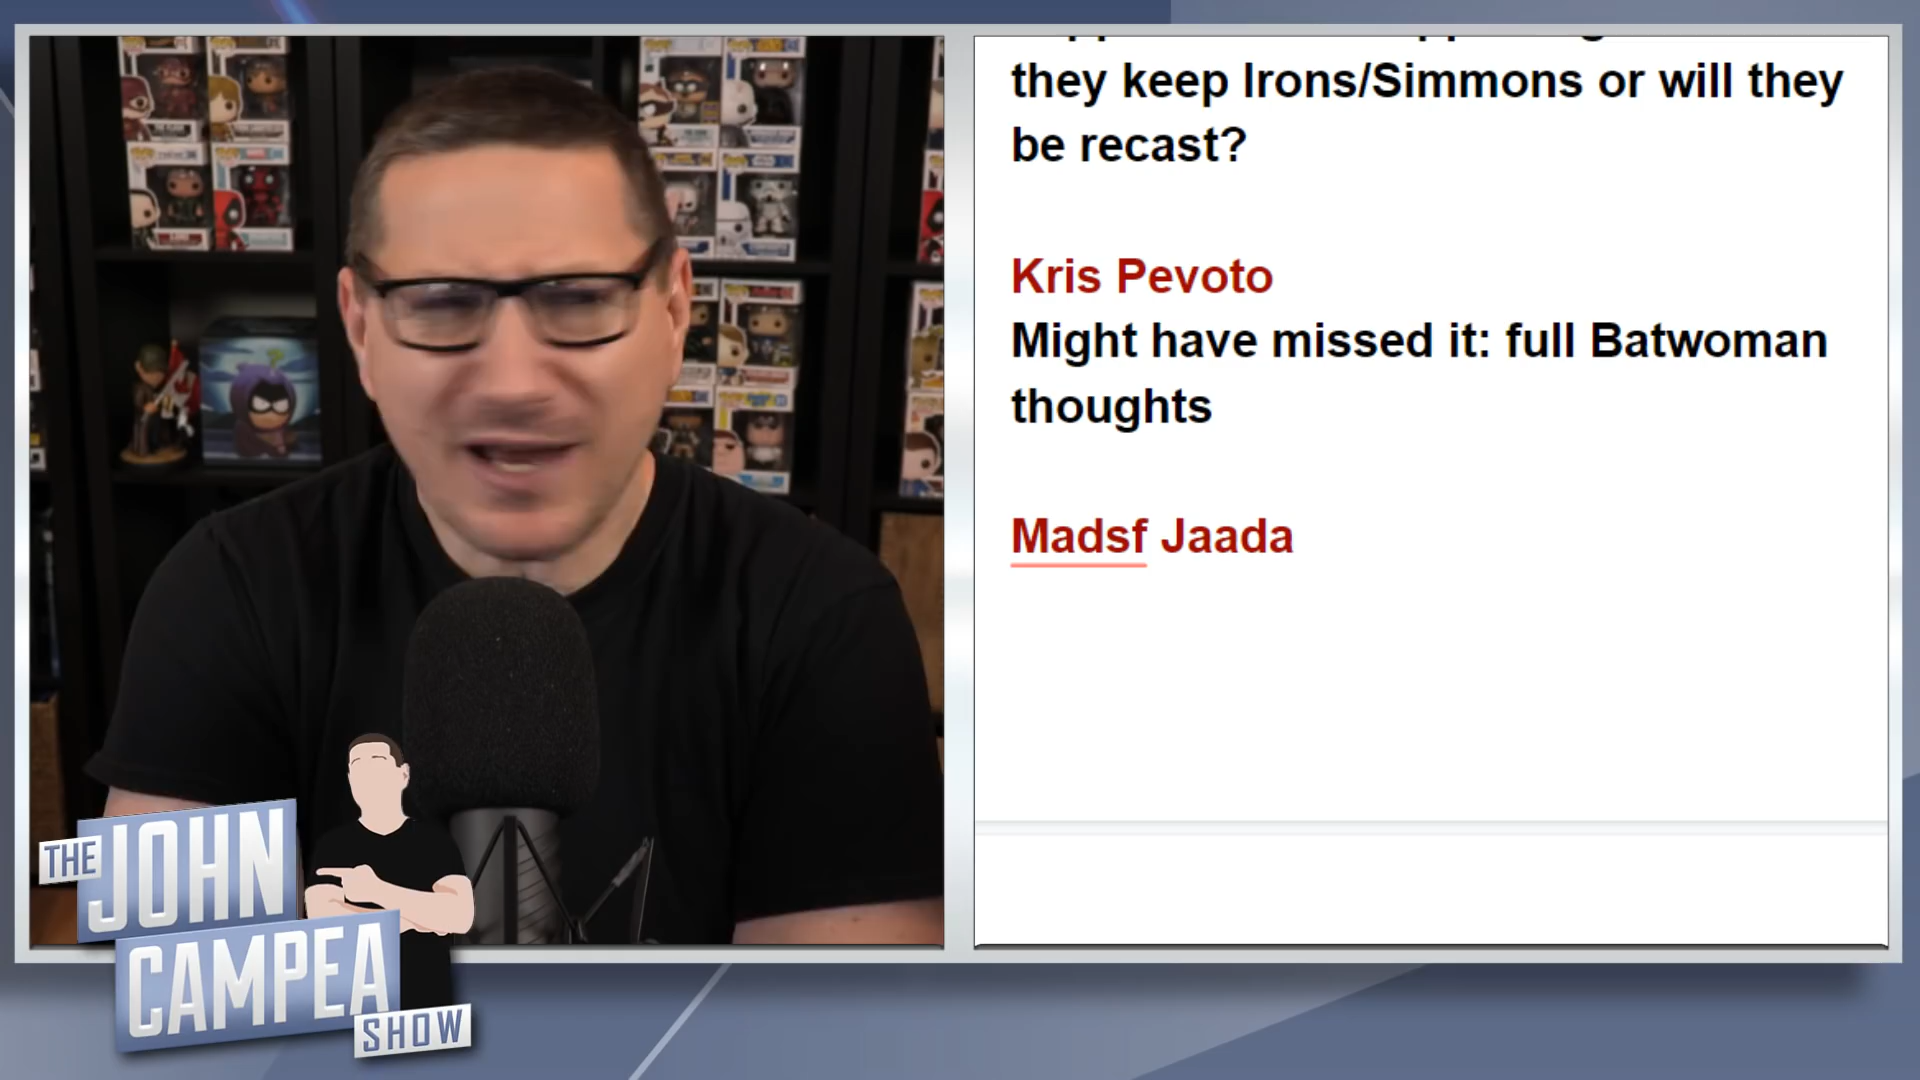 they keep Irons/Simmons or will they
be recast?
Kris Pevoto
Might have missed it: full Batwoman
thoughts
Madsf Jaada
THE
JOHN
CAMPEA
SHOW